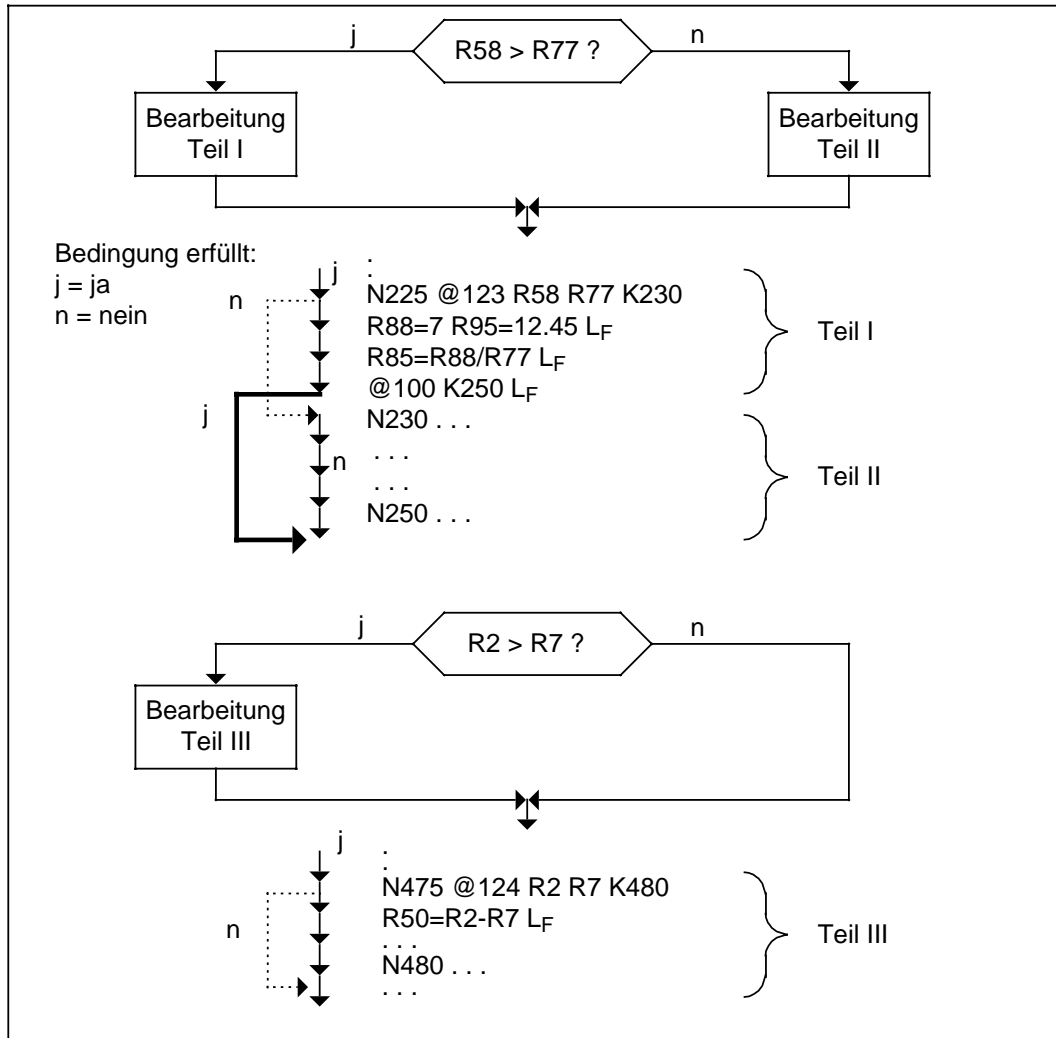 j
R58 > R77 ?
n
Bearbeitung
Teil I
Bearbeitung
Teil II
Bedingung erfüllt:
j = ja
n = nein
j
.
.
n
N225 @123 R58 R77 K230
R88=7 R95=12.45 LF
R85=R88/R77 LF
@100 K250 LF
Teil I
j
N230 . . .
n
. . .
. . .
N250 . . .
Teil II
j
R2 > R7 ?
n
Bearbeitung
Teil III
j
.
.
N475 @124 R2 R7 K480
n
R50=R2-R7 LF
. . .
N480 . . .
. . .
Teil III